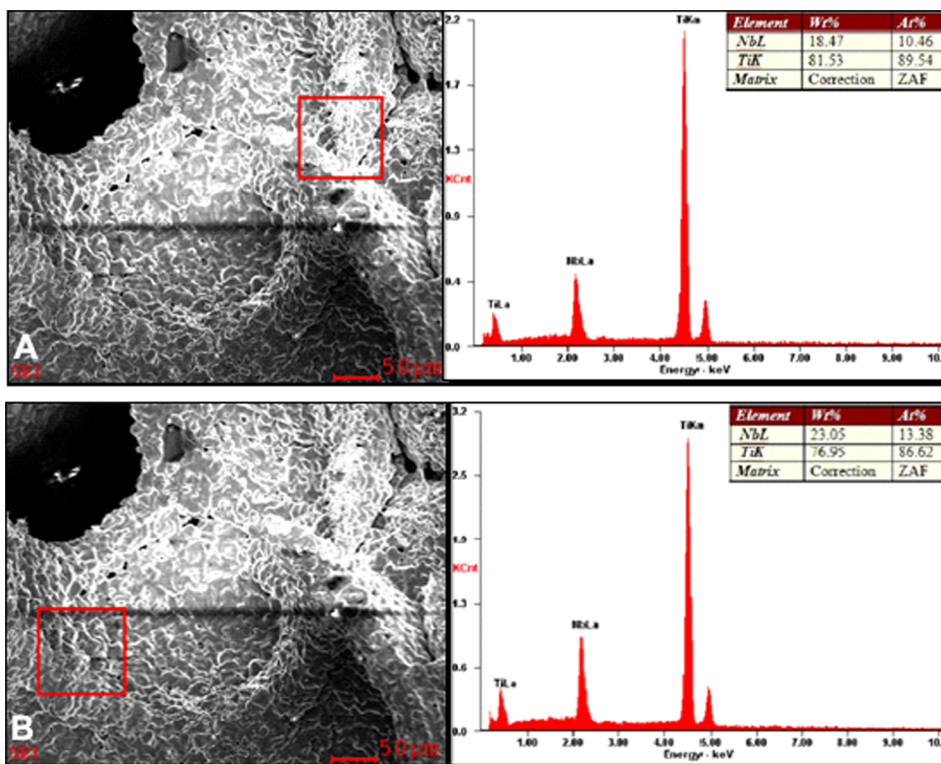 2.2
1.7
1.3
KCnt
0.9
0.4
0.0
TiKa
NbLa
TiLa
1.00 2.00 3.00 4.00 5.00 6.00 7.00 8.00 9.00 10.
Energy - keV
Element Wt% At%
NbL 18.47 10.46
TiK 81.53 89.54
Matrix Correction ZAF
A
SEI
50µm
3.2
2.5
1.9
KCnt
1.3
0.6
0.0
TiKa
NbLa
TiLa
1.00 2.00 3.00 4.00 5.00 6.00 7.00 8.00 9.00 10.
Energy - keV
Element Wt% At%
NbL 23.05 13.38
TiK 76.95 86.62
Matrix Correction ZAF
B
SEI
50µm